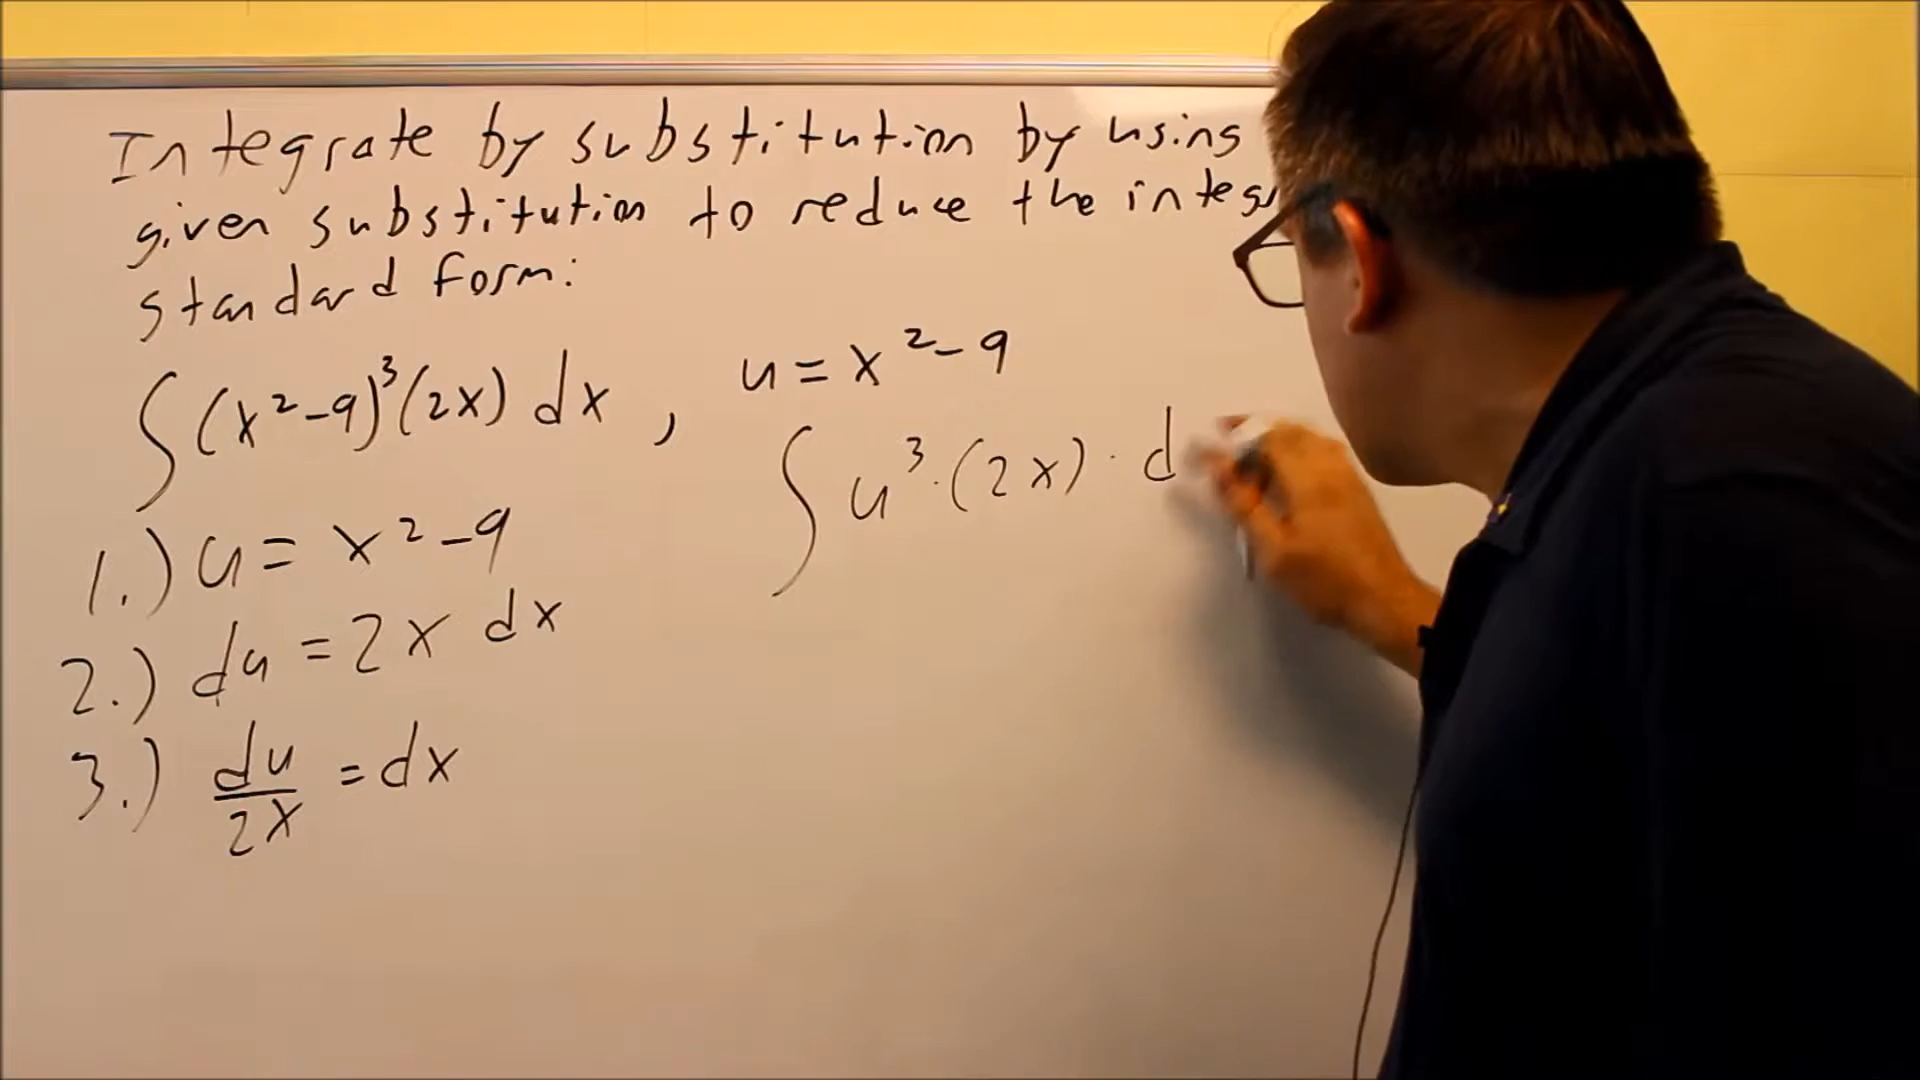 Integrate by substitution by using
given substitution to reduce the
standard form:
∫(x²-9)³(2x) dx , u = x²-9
∫u³·(2x)· d
1.) u = x²-9
2.) du = 2x dx
3.) du/2x = dx